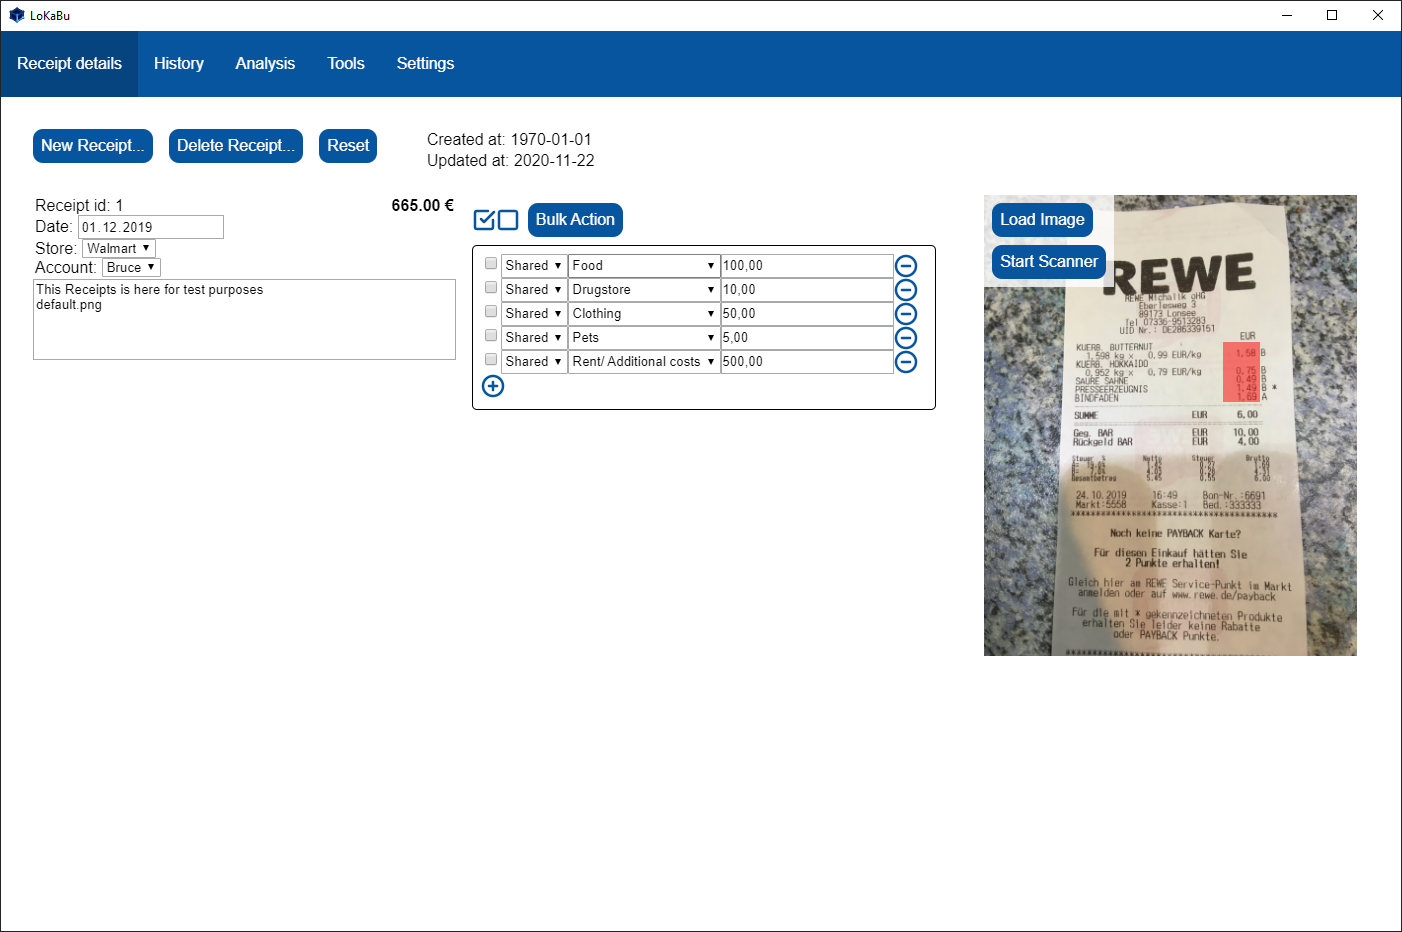 LoKaBu
Receipt details History Analysis Tools Settings
New Receipt... Delete Receipt... Reset
Created at: 1970-01-01
Updated at: 2020-11-22
Receipt id: 1 665.00 €
Date: 01.12.2019
Store: Walmart
Account: Bruce
This Receipts is here for test purposes
default.png
Bulk Action
Shared Food 100,00
Shared Drugstore 10,00
Shared Clothing 50,00
Shared Pets 5,00
Shared Rent/ Additional costs 500,00
Load Image
Start Scanner
REWE
REWE Michalik oHG
Eberlesweg 3
89173 Lonsee
Tel 07336-9513283
UID Nr.: DE286339151
EUR
KUERB. BUTTERNUT 1,58 B
1,598 kg x 0,99 EUR/kg
KUERB. HOKKAIDO 0,75 B
0,952 kg x 0,79 EUR/kg
SAURE SAHNE 0,49 B
PRESSEERZEUGNIS 1,49 B *
BINDFADEN 1,69 A
SUMME EUR 6,00
Geg. BAR EUR 10,00
Rückgeld BAR EUR 4,00
Steuer % Netto Steuer Brutto
Gesamtbetrag 5,45 0,55 6,00
24.10.2019 16:49 Bon-Nr.:6691
Markt:5558 Kasse:1 Bed.:333333
****************************************
Noch keine PAYBACK Karte?
Für diesen Einkauf hätten Sie
2 Punkte erhalten!
Gleich hier am REWE Service-Punkt im Markt
anmelden oder auf www.rewe.de/payback
Für die mit * gekennzeichneten Produkte
erhalten Sie leider keine Rabatte
oder PAYBACK Punkte.